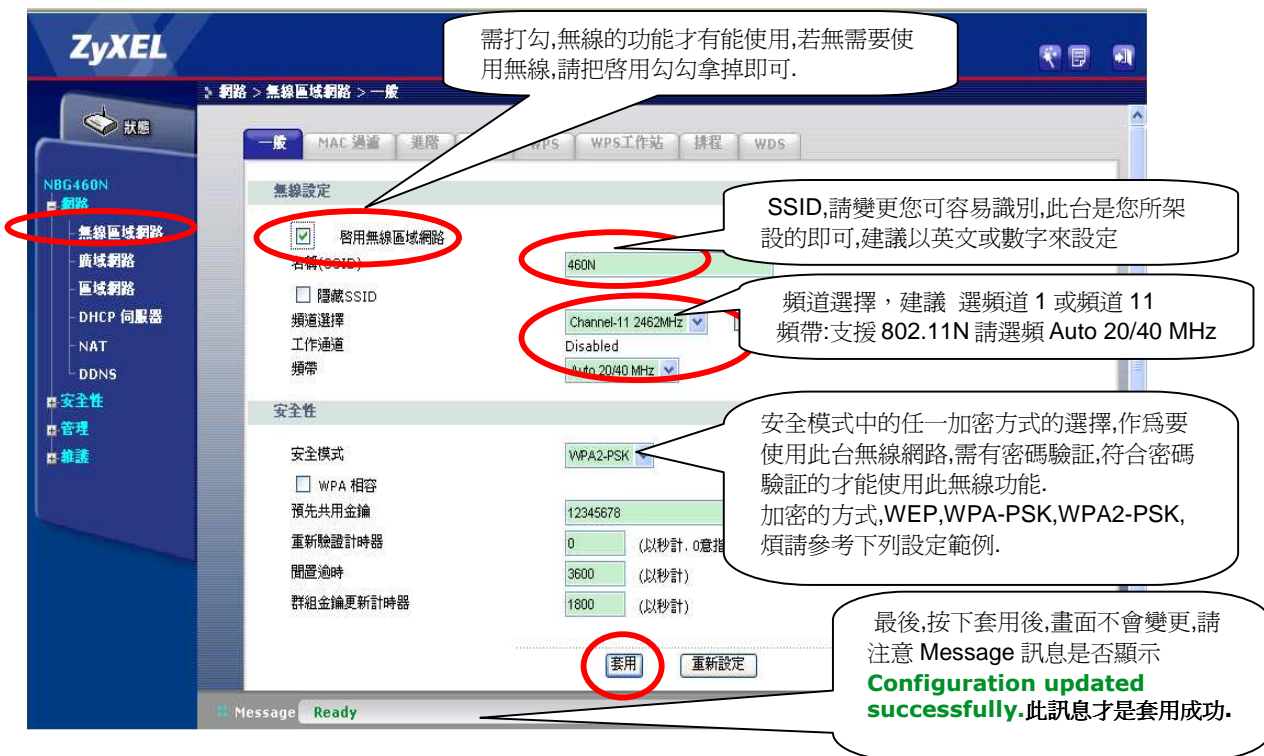 ZyXEL
需打勾,無線的功能才有能使用,若無需要使
用無線,請把啓用勾勾拿掉即可.
網路 > 無線區域網路 > 一般
狀態
一般 MAC 過濾 進階 WPS WPS工作站 排程 WDS
NBG460N
網路
無線區域網路
廣域網路
區域網路
DHCP 伺服器
NAT
DDNS
安全性
管理
維護
無線設定
啓用無線區域網路
名稱(SSID) 460N
隱藏SSID
頻道選擇 Channel-11 2462MHz
工作通道 Disabled
頻帶 Auto 20/40 MHz
SSID,請變更您可容易識別,此台是您所架
設的即可,建議以英文或數字來設定
頻道選擇，建議 選頻道 1 或頻道 11
頻帶:支援 802.11N 請選頻 Auto 20/40 MHz
安全性
安全模式 WPA2-PSK
WPA 相容
預先共用金鑰 12345678
重新驗證計時器 0 (以秒計. 0意指
閒置逾時 3600 (以秒計)
群組金鑰更新計時器 1800 (以秒計)
安全模式中的任一加密方式的選擇,作爲要
使用此台無線網路,需有密碼驗証,符合密碼
驗証的才能使用此無線功能.
加密的方式,WEP,WPA-PSK,WPA2-PSK,
煩請參考下列設定範例.
套用 重新設定
最後,按下套用後,畫面不會變更,請
注意 Message 訊息是否顯示
Configuration updated
successfully.此訊息才是套用成功.
Message Ready